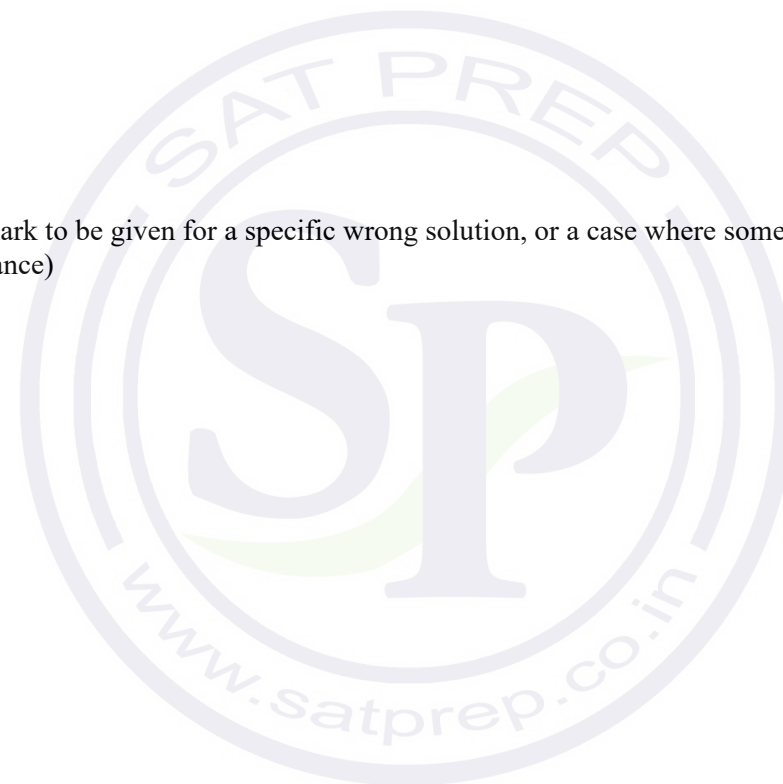 SAT PREP
ark to be given for a specific wrong solution, or a case where some
ance)
SP
www.satprep.co.in